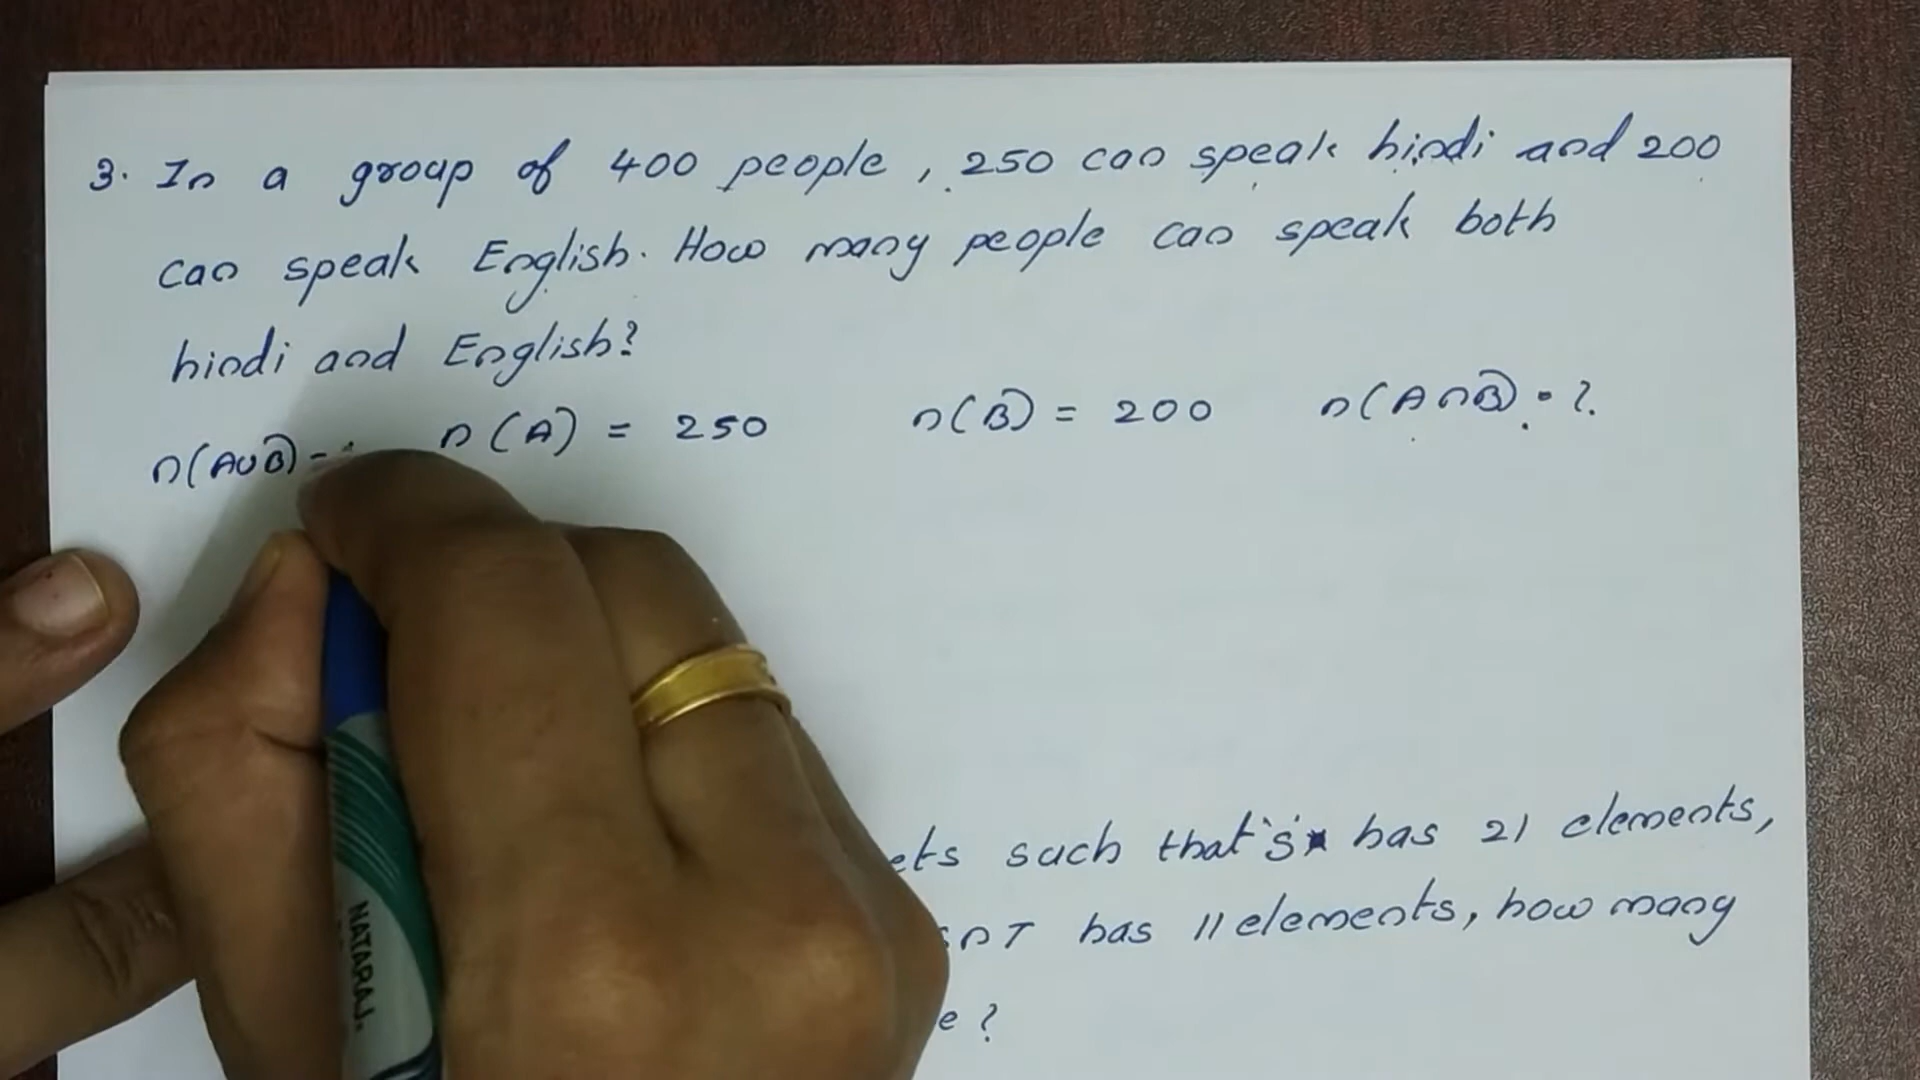 3. In a group of 400 people, 250 can speak hindi and 200
can speak English. How many people can speak both
hindi and English?
n(A∪B) = n(A) = 250 n(B) = 200 n(A∩B) = ?
such that 'S' has 21 elements,
∩T has 11 elements, how many
?
NATARAJ.